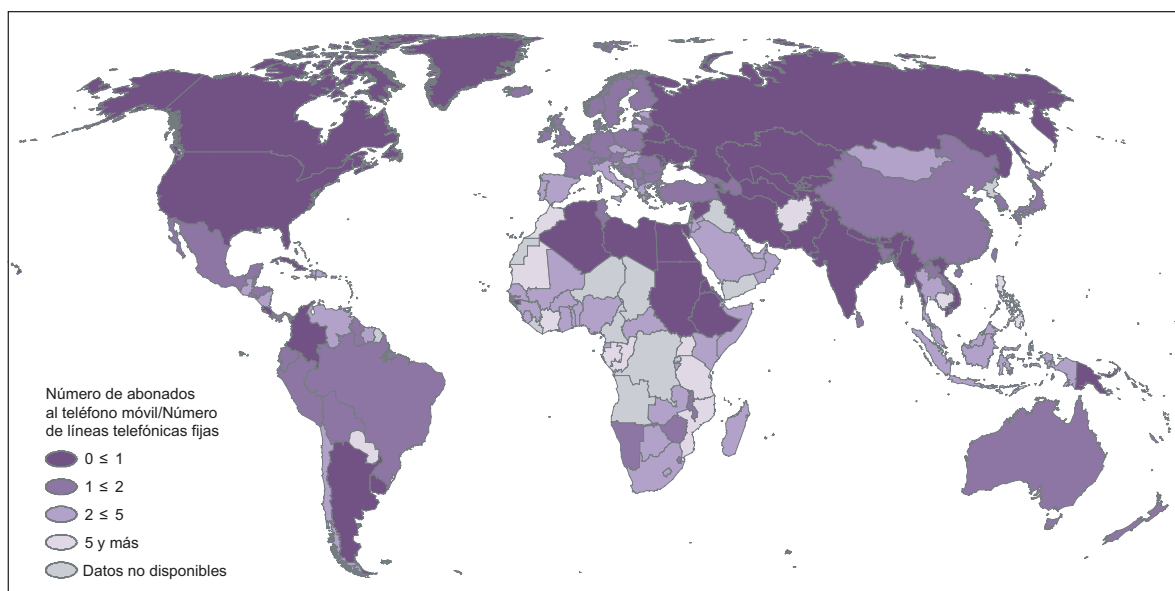 Número de abonados
al teléfono móvil/Número
de líneas telefónicas fijas
0 ≤ 1
1 ≤ 2
2 ≤ 5
5 y más
Datos no disponibles